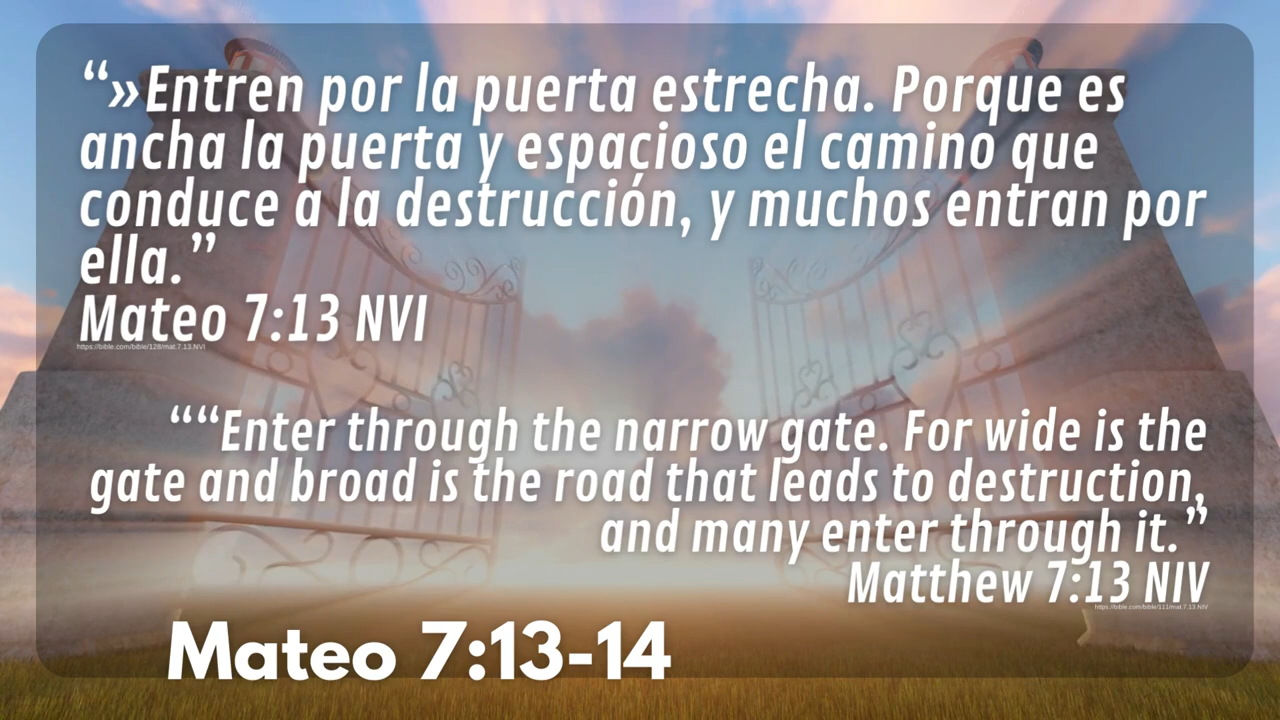 “»Entren por la puerta estrecha. Porque es
ancha la puerta y espacioso el camino que
conduce a la destrucción, y muchos entran por
ella.”
Mateo 7:13 NVI
https://bible.com/bible/128/mat.7.13.NVI
““Enter through the narrow gate. For wide is the
gate and broad is the road that leads to destruction,
and many enter through it.”
Matthew 7:13 NIV
https://bible.com/bible/111/mat.7.13.NIV
Mateo 7:13-14